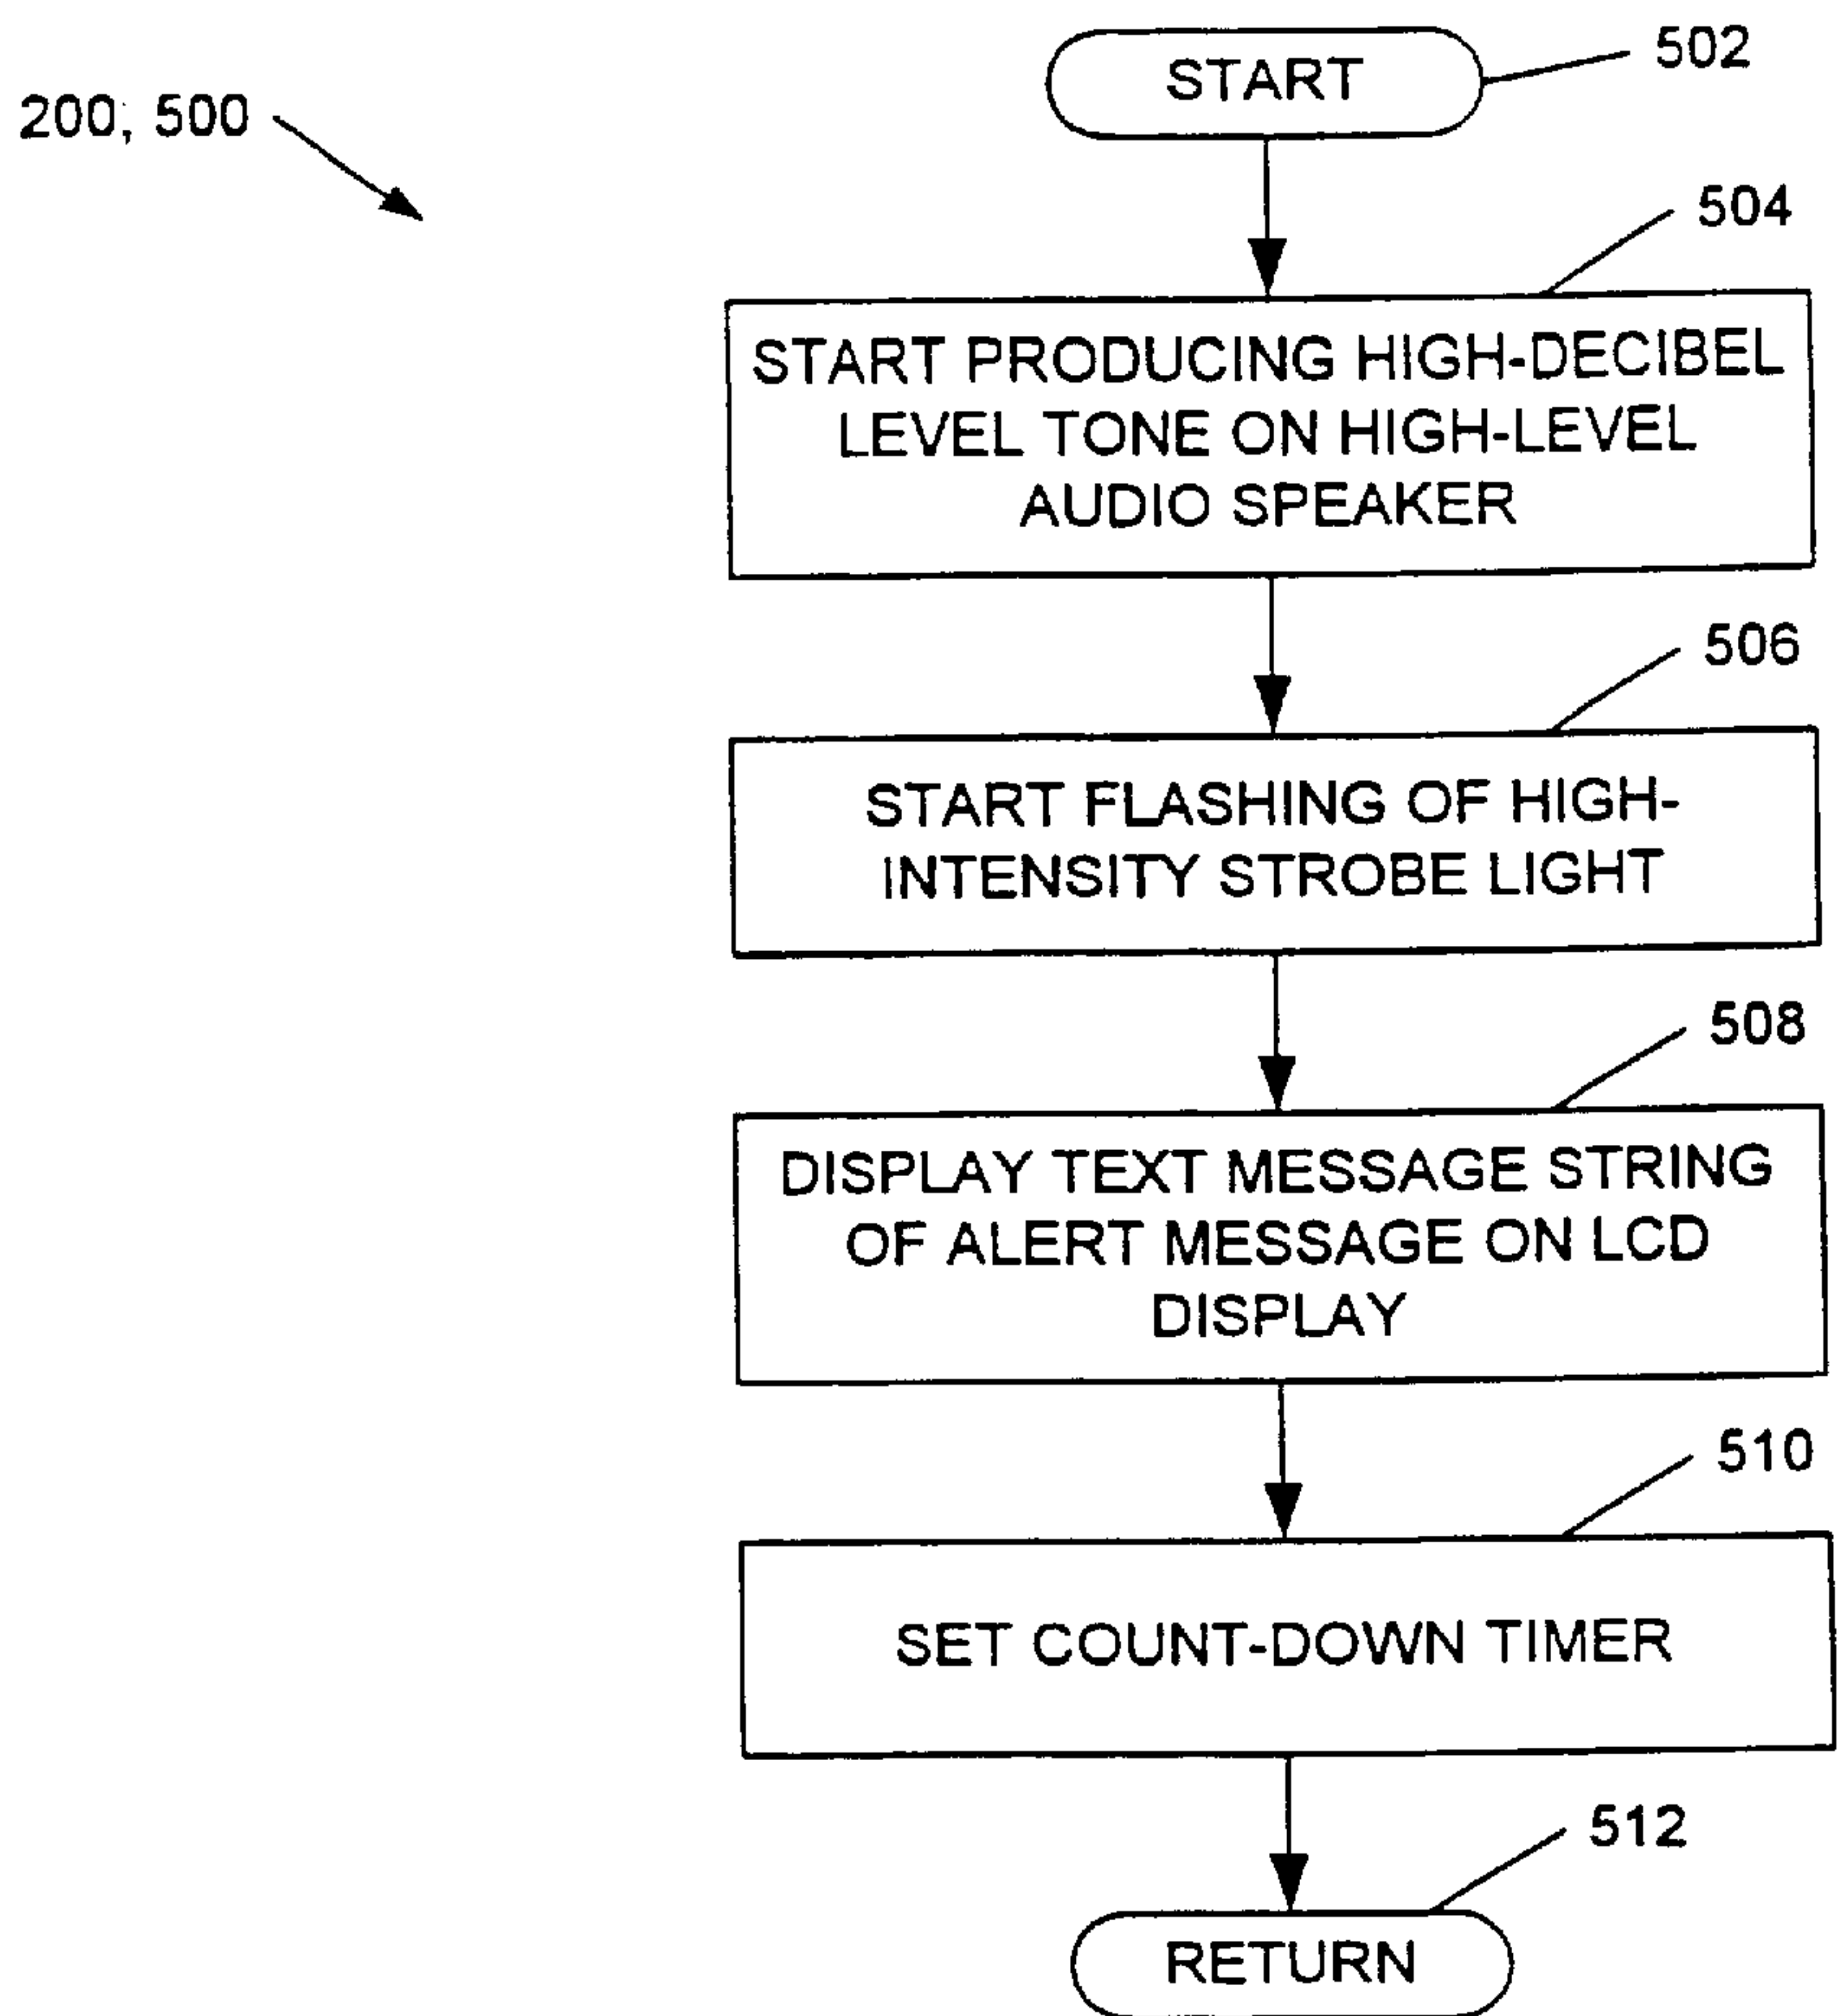 START
502
200, 500
504
START PRODUCING HIGH-DECIBEL
LEVEL TONE ON HIGH-LEVEL
AUDIO SPEAKER
506
START FLASHING OF HIGH-
INTENSITY STROBE LIGHT
508
DISPLAY TEXT MESSAGE STRING
OF ALERT MESSAGE ON LCD
DISPLAY
510
SET COUNT-DOWN TIMER
512
RETURN